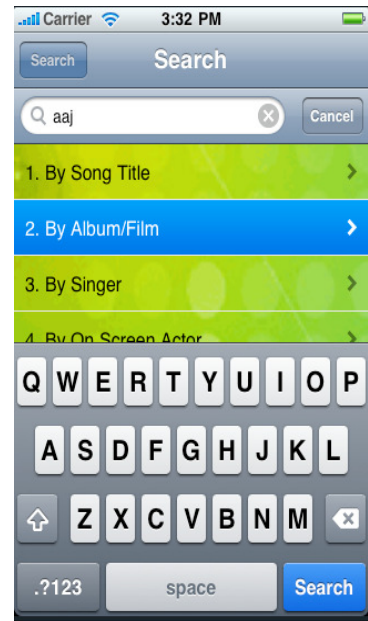 Carrier 3:32 PM
Search Search
aaj Cancel
1. By Song Title
2. By Album/Film
3. By Singer
4. By On Screen Actor
Q W E R T Y U I O P
A S D F G H J K L
Z X C V B N M
.?123 space Search